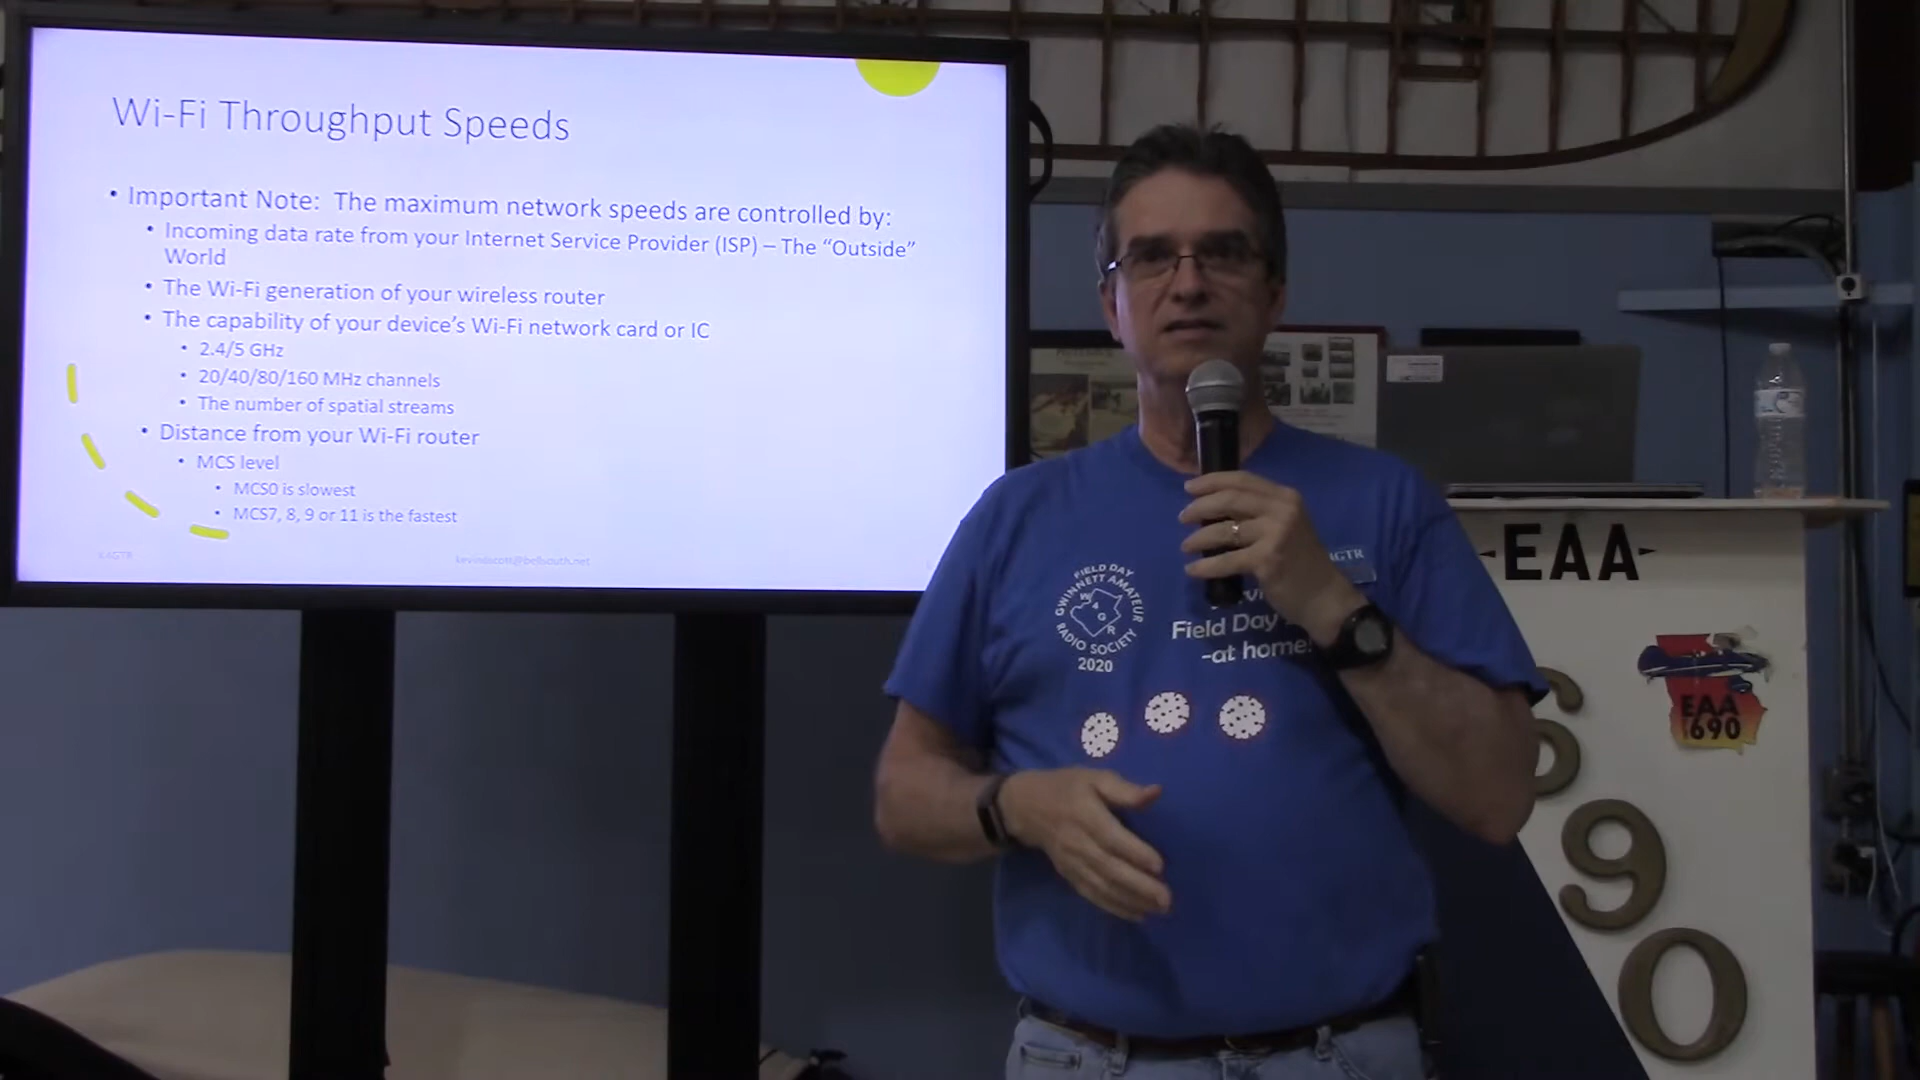 Wi-Fi Throughput Speeds
• Important Note: The maximum network speeds are controlled by:
• Incoming data rate from your Internet Service Provider (ISP) – The “Outside”
World
• The Wi-Fi generation of your wireless router
• The capability of your device’s Wi-Fi network card or IC
• 2.4/5 GHz
• 20/40/80/160 MHz channels
• The number of spatial streams
• Distance from your Wi-Fi router
• MCS level
• MCS0 is slowest
• MCS7, 8, 9 or 11 is the fastest
K4GTR
FIELD DAY
GWINNETT AMATEUR
RADIO SOCIETY
W4GR
2020
Field Day
-at home!
-EAA-
EAA
690
690